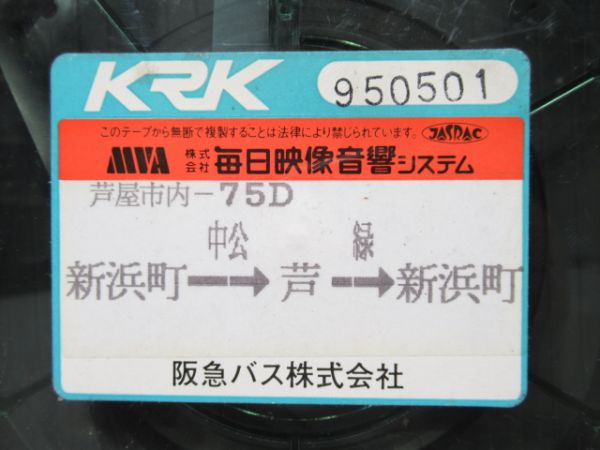 KRK 950501
このテープから無断で複製することは法律により禁じられています。 JASRAC
MVA 株式会社 毎日映像音響システム
芦屋市内-75D
中公 緑
新浜町→芦→新浜町
阪急バス株式会社